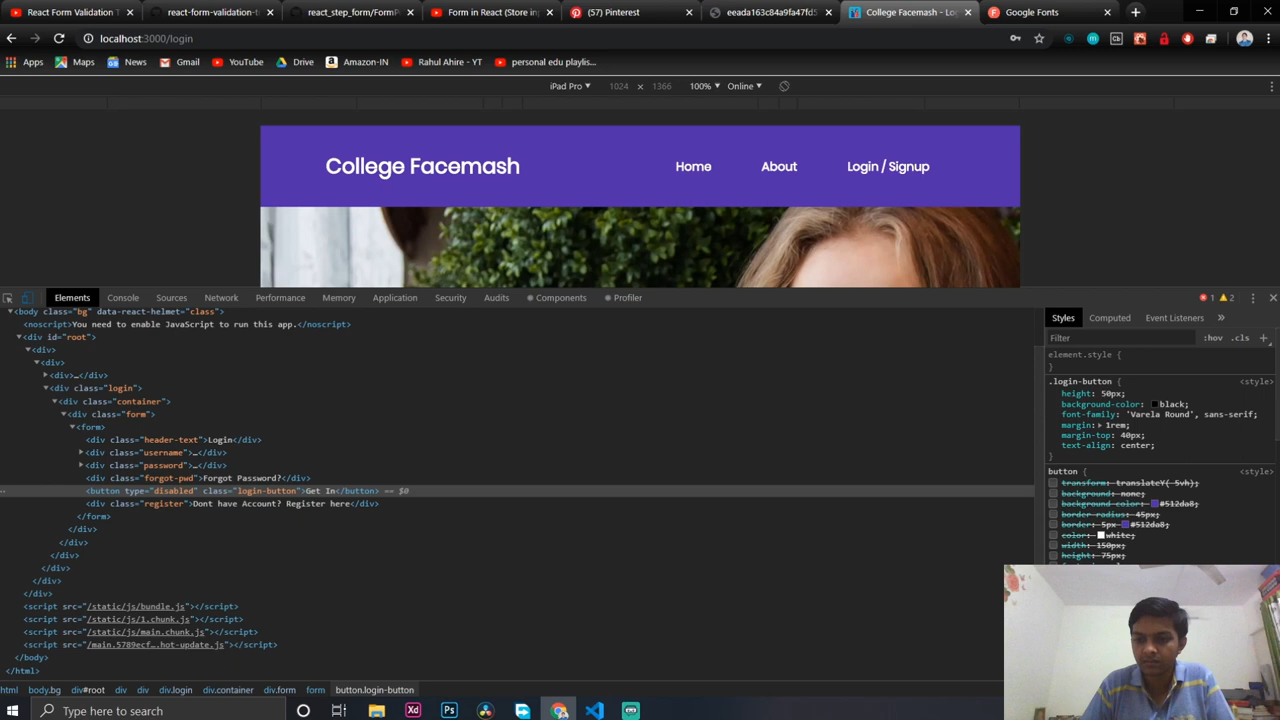 React Form Validation T
react-form-validation-t
react_step_form/FormP
Form in React (Store in
(57) Pinterest
eeada163c84a9fa47fd5
College Facemash - Lo
Google Fonts
localhost:3000/login
Apps
Maps
News
Gmail
YouTube
Drive
Amazon-IN
Rahul Ahire - YT
personal edu playlis...
iPad Pro ▼ 1024 × 1366 100% ▼ Online ▼
College Facemash
Home
About
Login / Signup
Elements Console Sources Network Performance Memory Application Security Audits Components Profiler
1 2
<body class="bg" data-react-helmet="class">
<noscript>You need to enable JavaScript to run this app.</noscript>
<div id="root">
<div>
<div>
<div>…</div>
<div class="login">
<div class="container">
<div class="form">
<form>
<div class="header-text">Login</div>
<div class="username">…</div>
<div class="password">…</div>
<div class="forgot-pwd">Forgot Password?</div>
<button type="disabled" class="login-button">Get In</button> == $0
<div class="register">Dont have Account? Register here</div>
</form>
</div>
</div>
</div>
</div>
</div>
</div>
<script src="/static/js/bundle.js"></script>
<script src="/static/js/1.chunk.js"></script>
<script src="/static/js/main.chunk.js"></script>
<script src="/main.5789ecf…hot-update.js"></script>
</body>
</html>
html body.bg div#root div div div.login div.container div.form form button.login-button
Styles Computed Event Listeners »
Filter
:hov .cls +
element.style {
}
.login-button { <style>
height: 50px;
background-color: black;
font-family: 'Varela Round', sans-serif;
margin: 1rem;
margin-top: 40px;
text-align: center;
}
button { <style>
transform: translateY( 5vh);
background: none;
background-color: #512da8;
border-radius: 45px;
border: 5px #512da8;
color: white;
width: 150px;
height: 75px;
Type here to search
Xd
Ps